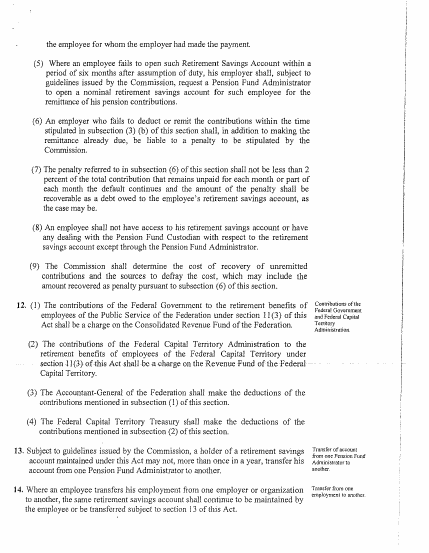 the employee for whom the employer had made the payment.
(5) Where an employee fails to open such Retirement Savings Account within a
period of six months after assumption of duty, his employer shall, subject to
guidelines issued by the Commission, request a Pension Fund Administrator
to open a nominal retirement savings account for such employee for the
remittance of his pension contributions.
(6) An employer who fails to deduct or remit the contributions within the time
stipulated in subsection (3) (b) of this section shall, in addition to making the
remittance already due, be liable to a penalty to be stipulated by the
Commission.
(7) The penalty referred to in subsection (6) of this section shall not be less than 2
percent of the total contribution that remains unpaid for each month or part of
each month the default continues and the amount of the penalty shall be
recoverable as a debt owed to the employee's retirement savings account, as
the case may be.
(8) An employee shall not have access to his retirement savings account or have
any dealing with the Pension Fund Custodian with respect to the retirement
savings account except through the Pension Fund Administrator.
(9) The Commission shall determine the cost of recovery of unremitted
contributions and the sources to defray the cost, which may include the
amount recovered as penalty pursuant to subsection (6) of this section.
12. (1) The contributions of the Federal Government to the retirement benefits of
employees of the Public Service of the Federation under section 11(3) of this
Act shall be a charge on the Consolidated Revenue Fund of the Federation.
Contributions of the
Federal Government
and Federal Capital
Territory
Administration
(2) The contributions of the Federal Capital Territory Administration to the
retirement benefits of employees of the Federal Capital Territory under
section 11(3) of this Act shall be a charge on the Revenue Fund of the Federal
Capital Territory.
(3) The Accountant-General of the Federation shall make the deductions of the
contributions mentioned in subsection (1) of this section.
(4) The Federal Capital Territory Treasury shall make the deductions of the
contributions mentioned in subsection (2) of this section.
13. Subject to guidelines issued by the Commission, a holder of a retirement savings
account maintained under this Act may not, more than once in a year, transfer his
account from one Pension Fund Administrator to another.
Transfer of account
from one Pension Fund
Administrator to
another.
14. Where an employee transfers his employment from one employer or organization
to another, the same retirement savings account shall continue to be maintained by
the employee or be transferred subject to section 13 of this Act.
Transfer from one
employment to another.